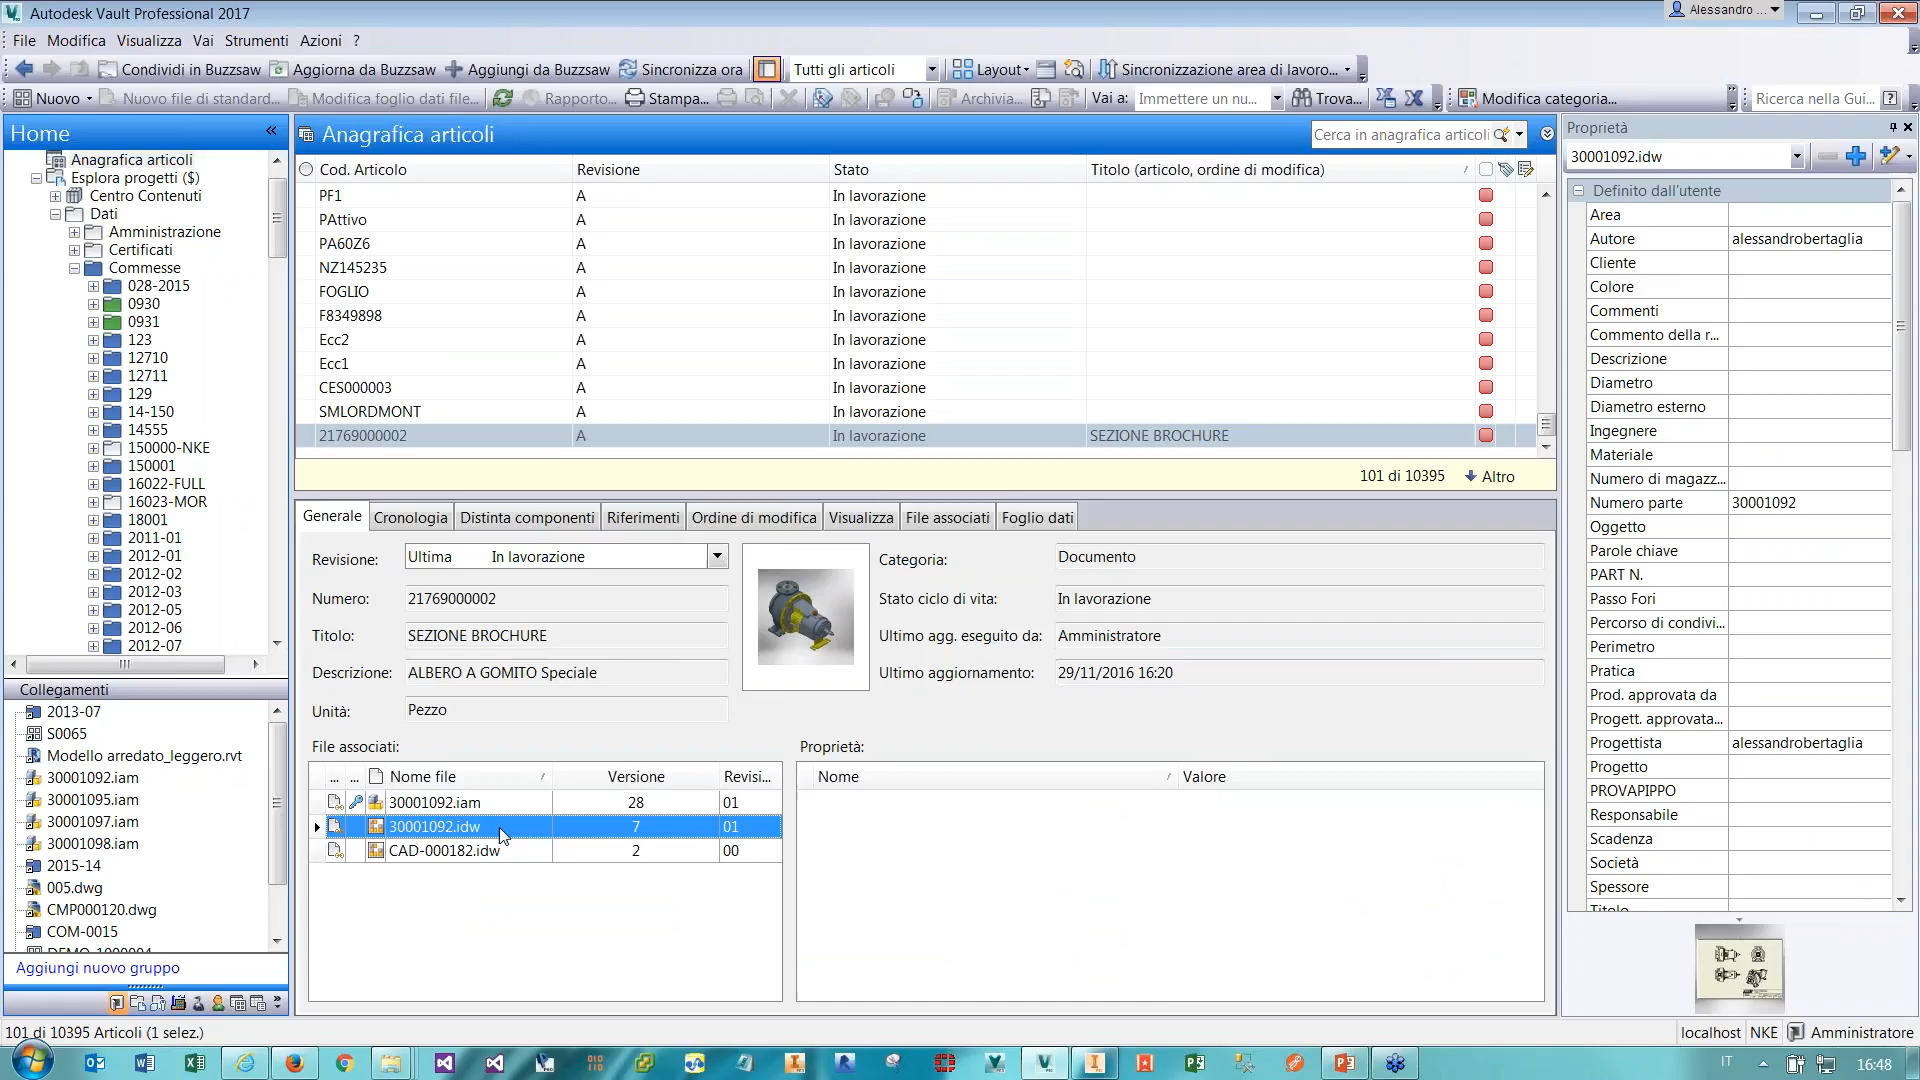 Autodesk Vault Professional 2017
Alessandro ...
File Modifica Visualizza Vai Strumenti Azioni ?
Condividi in Buzzsaw Aggiorna da Buzzsaw Aggiungi da Buzzsaw Sincronizza ora Tutti gli articoli Layout Sincronizzazione area di lavoro...
Nuovo Nuovo file di standard... Modifica foglio dati file... Rapporto... Stampa... Archivia... Vai a: Immettere un nu... Trova... Modifica categoria... Ricerca nella Gui...
Home
Anagrafica articoli
Esplora progetti ($)
Centro Contenuti
Dati
Amministrazione
Certificati
Commesse
028-2015
0930
0931
123
12710
12711
129
14-150
14555
150000-NKE
150001
16022-FULL
16023-MOR
18001
2011-01
2012-01
2012-02
2012-03
2012-05
2012-06
2012-07
Collegamenti
2013-07
S0065
Modello arredato_leggero.rvt
30001092.iam
30001095.iam
30001097.iam
30001098.iam
2015-14
005.dwg
CMP000120.dwg
COM-0015
DEMO-1000004
Aggiungi nuovo gruppo
Anagrafica articoli
Cerca in anagrafica articoli
Cod. Articolo Revisione Stato Titolo (articolo, ordine di modifica)
PF1 A In lavorazione
PAttivo A In lavorazione
PA60Z6 A In lavorazione
NZ145235 A In lavorazione
FOGLIO A In lavorazione
F8349898 A In lavorazione
Ecc2 A In lavorazione
Ecc1 A In lavorazione
CES000003 A In lavorazione
SMLORDMONT A In lavorazione
21769000002 A In lavorazione SEZIONE BROCHURE
101 di 10395 Altro
Generale Cronologia Distinta componenti Riferimenti Ordine di modifica Visualizza File associati Foglio dati
Revisione: Ultima In lavorazione
Numero: 21769000002
Titolo: SEZIONE BROCHURE
Descrizione: ALBERO A GOMITO Speciale
Unità: Pezzo
Categoria: Documento
Stato ciclo di vita: In lavorazione
Ultimo agg. eseguito da: Amministratore
Ultimo aggiornamento: 29/11/2016 16:20
File associati:
... ... Nome file Versione Revisi...
30001092.iam 28 01
30001092.idw 7 01
CAD-000182.idw 2 00
Proprietà:
Nome Valore
Proprietà
30001092.idw
Definito dall'utente
Area
Autore alessandrobertaglia
Cliente
Colore
Commenti
Commento della r...
Descrizione
Diametro
Diametro esterno
Ingegnere
Materiale
Numero di magazz...
Numero parte 30001092
Oggetto
Parole chiave
PART N.
Passo Fori
Percorso di condivi...
Perimetro
Pratica
Prod. approvata da
Progett. approvata...
Progettista alessandrobertaglia
Progetto
PROVAPIPPO
Responsabile
Scadenza
Società
Spessore
Titolo
101 di 10395 Articoli (1 selez.)
localhost NKE Amministratore
IT 16:48